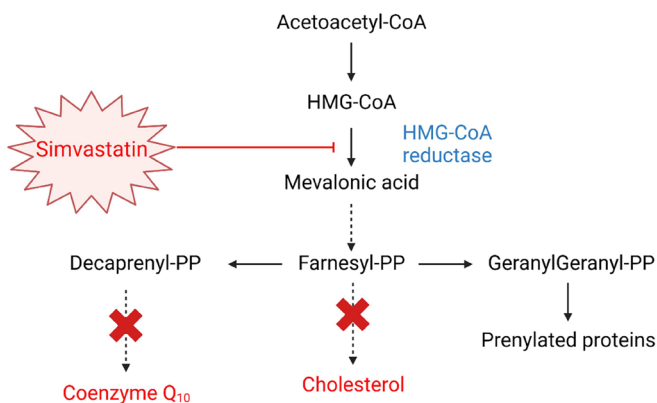 Acetoacetyl-CoA
HMG-CoA
Simvastatin
HMG-CoA
reductase
Mevalonic acid
Decaprenyl-PP
Farnesyl-PP
GeranylGeranyl-PP
Prenylated proteins
Coenzyme Q₁₀
Cholesterol